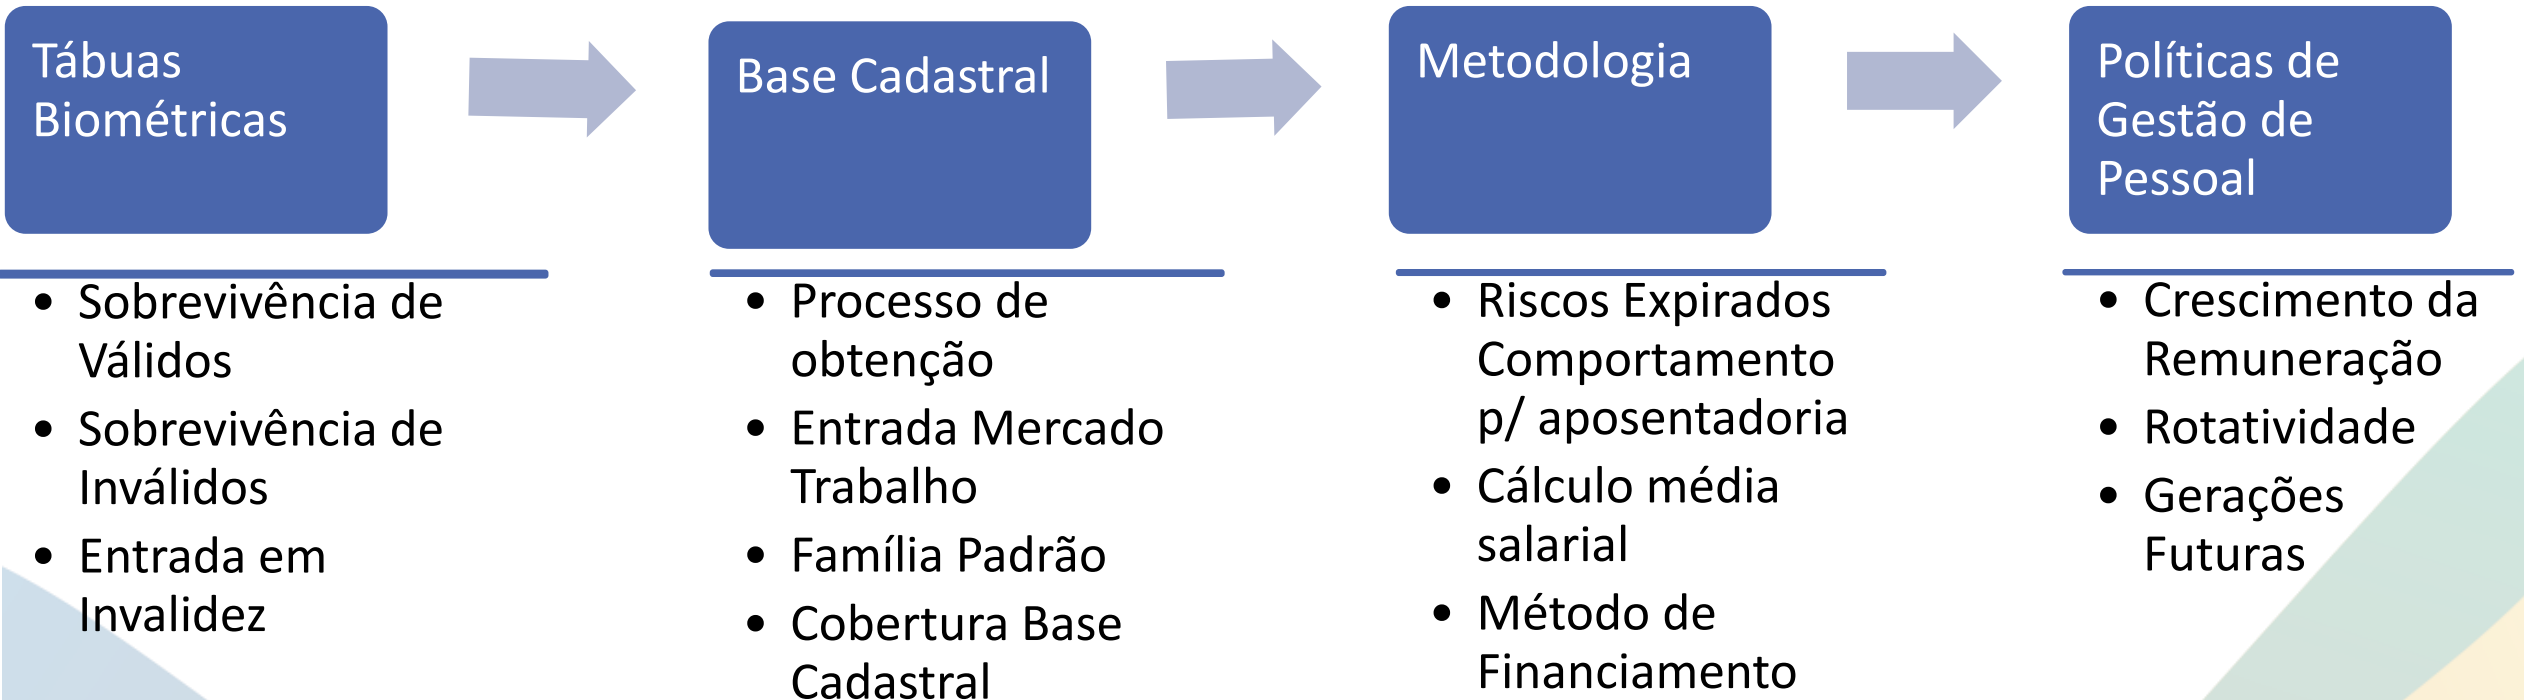 Tábuas
Biométricas
• Sobrevivência de
Válidos
• Sobrevivência de
Inválidos
• Entrada em
Invalidez
Base Cadastral
• Processo de
obtenção
• Entrada Mercado
Trabalho
• Família Padrão
• Cobertura Base
Cadastral
Metodologia
• Riscos Expirados
Comportamento
p/ aposentadoria
• Cálculo média
salarial
• Método de
Financiamento
Políticas de
Gestão de
Pessoal
• Crescimento da
Remuneração
• Rotatividade
• Gerações
Futuras